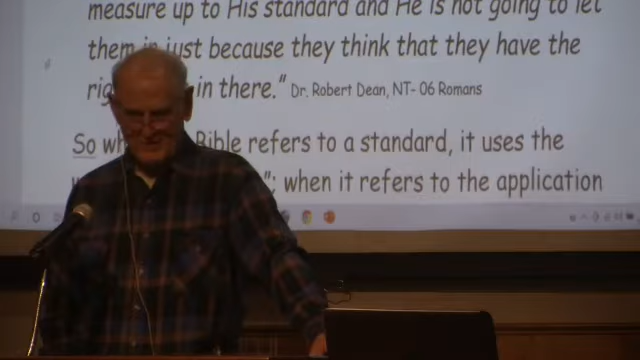 measure up to His standard and He is not going to let
them in just because they think that they have the
in there." Dr. Robert Dean, NT- 06 Romans
So Bible refers to a standard, it uses the
"; when it refers to the application